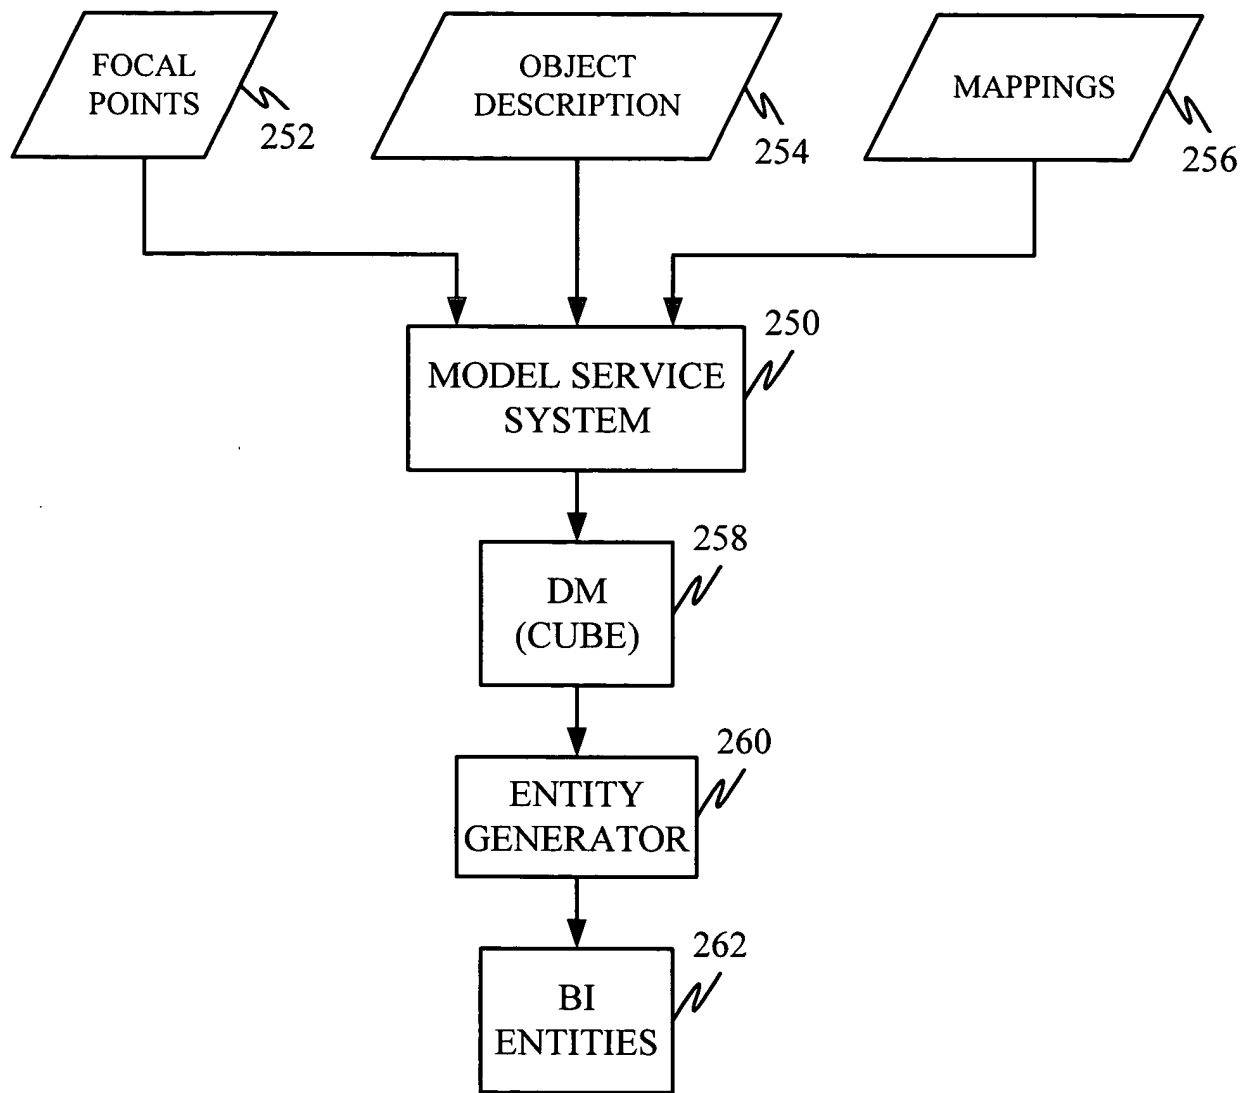 FOCAL
POINTS
252
OBJECT
DESCRIPTION
254
MAPPINGS
256
250
MODEL SERVICE
SYSTEM
258
DM
(CUBE)
260
ENTITY
GENERATOR
262
BI
ENTITIES